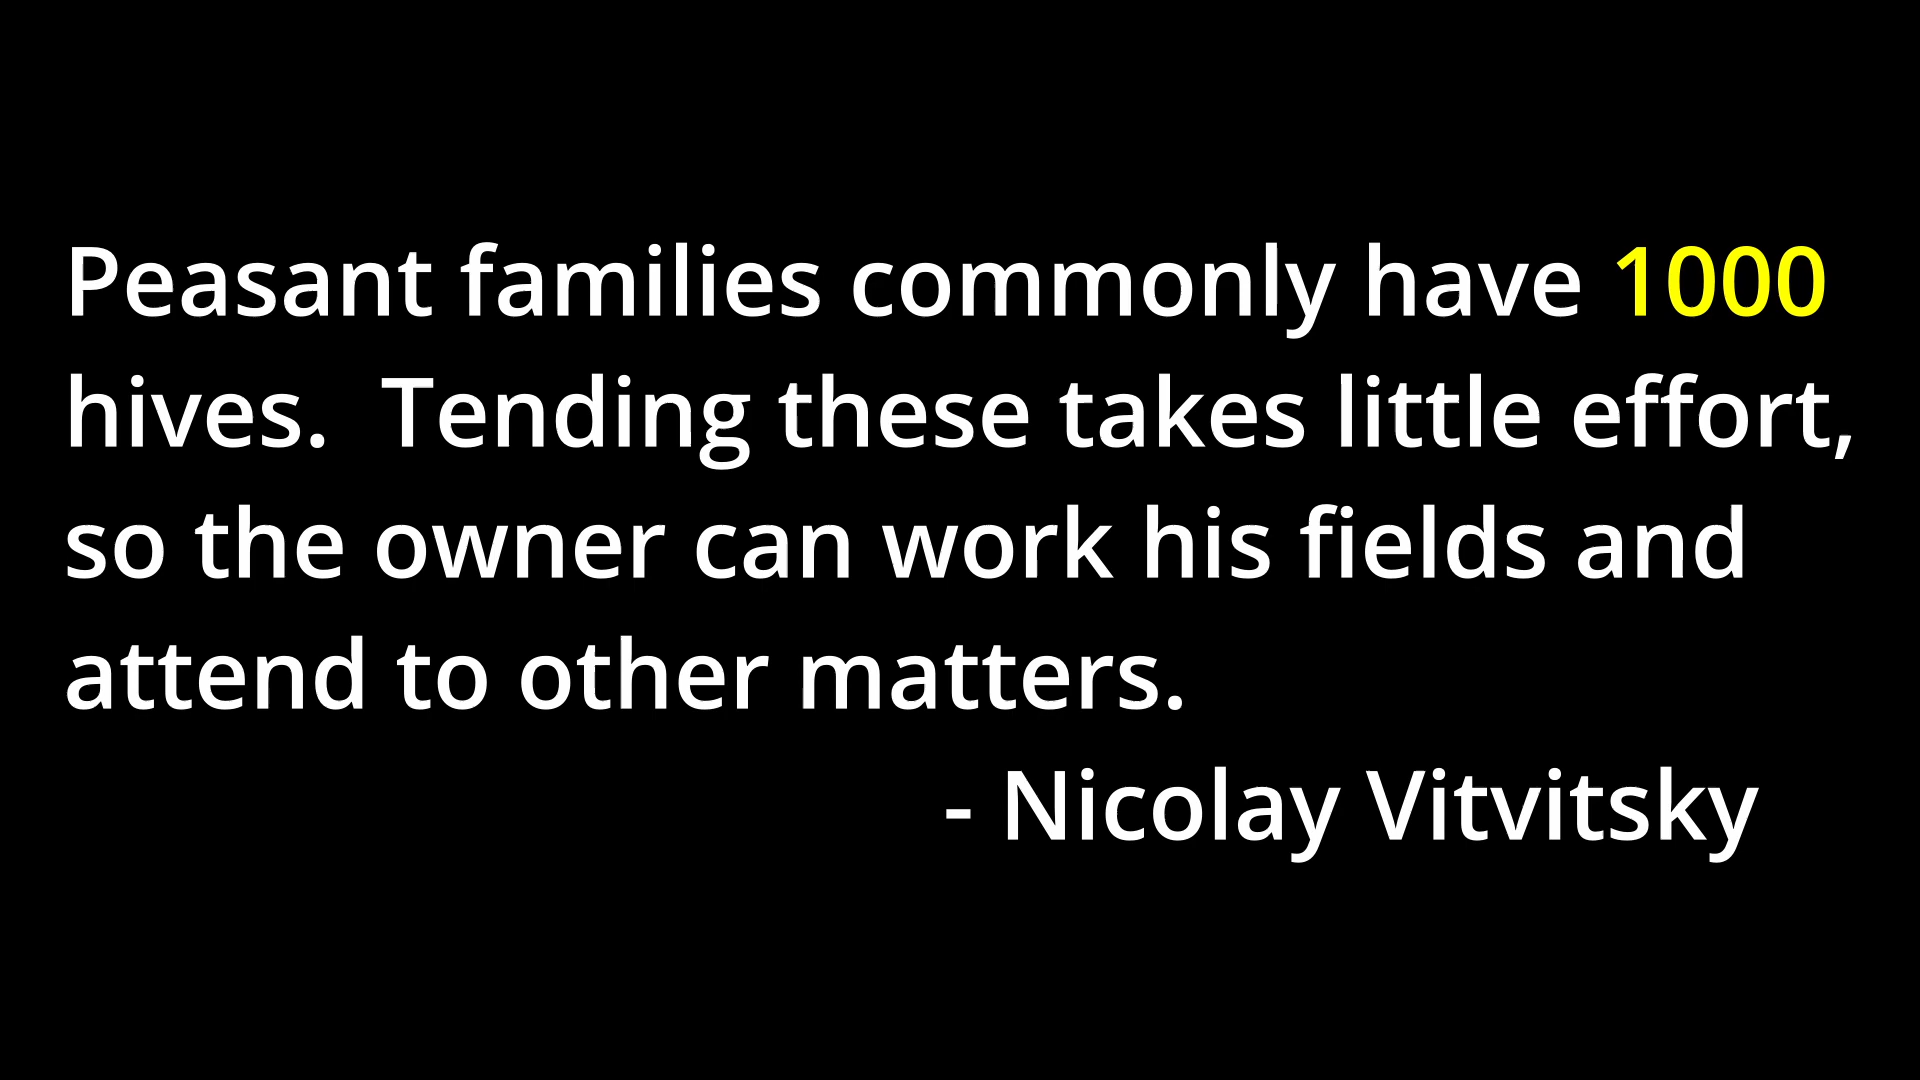 Peasant families commonly have 1000
hives.  Tending these takes little effort,
so the owner can work his fields and
attend to other matters.
- Nicolay Vitvitsky